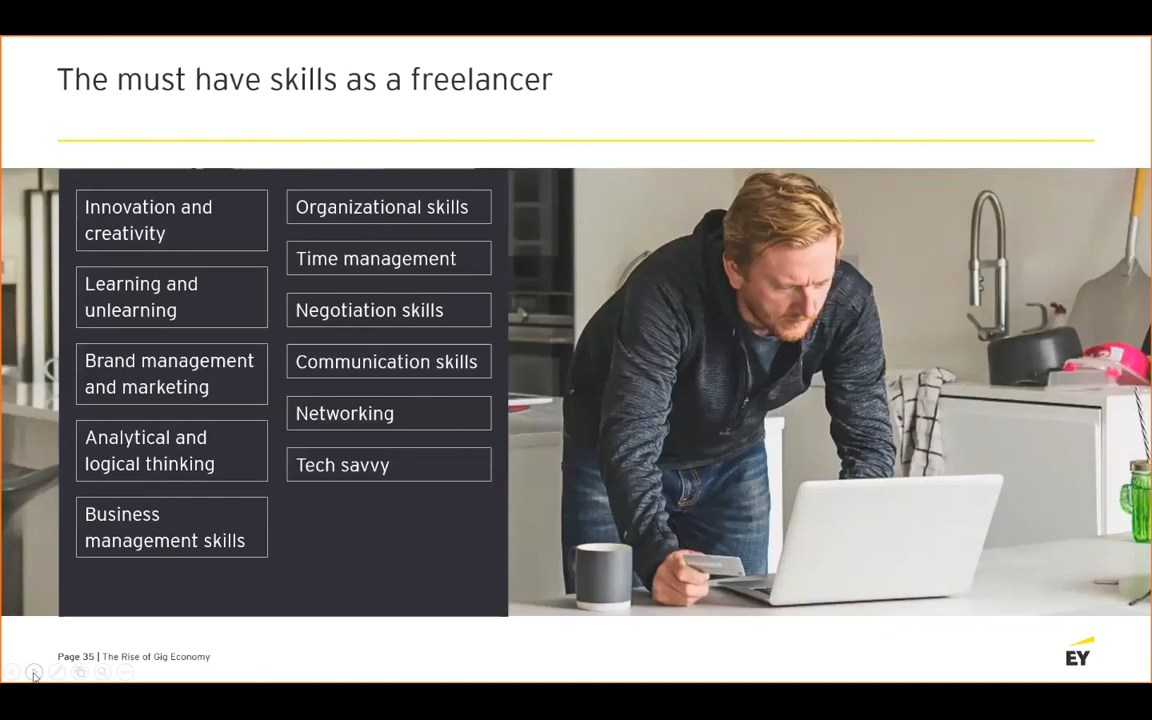 The must have skills as a freelancer
Innovation and
creativity
Learning and
unlearning
Brand management
and marketing
Analytical and
logical thinking
Business
management skills
Organizational skills
Time management
Negotiation skills
Communication skills
Networking
Tech savvy
Page 35 | The Rise of Gig Economy
EY